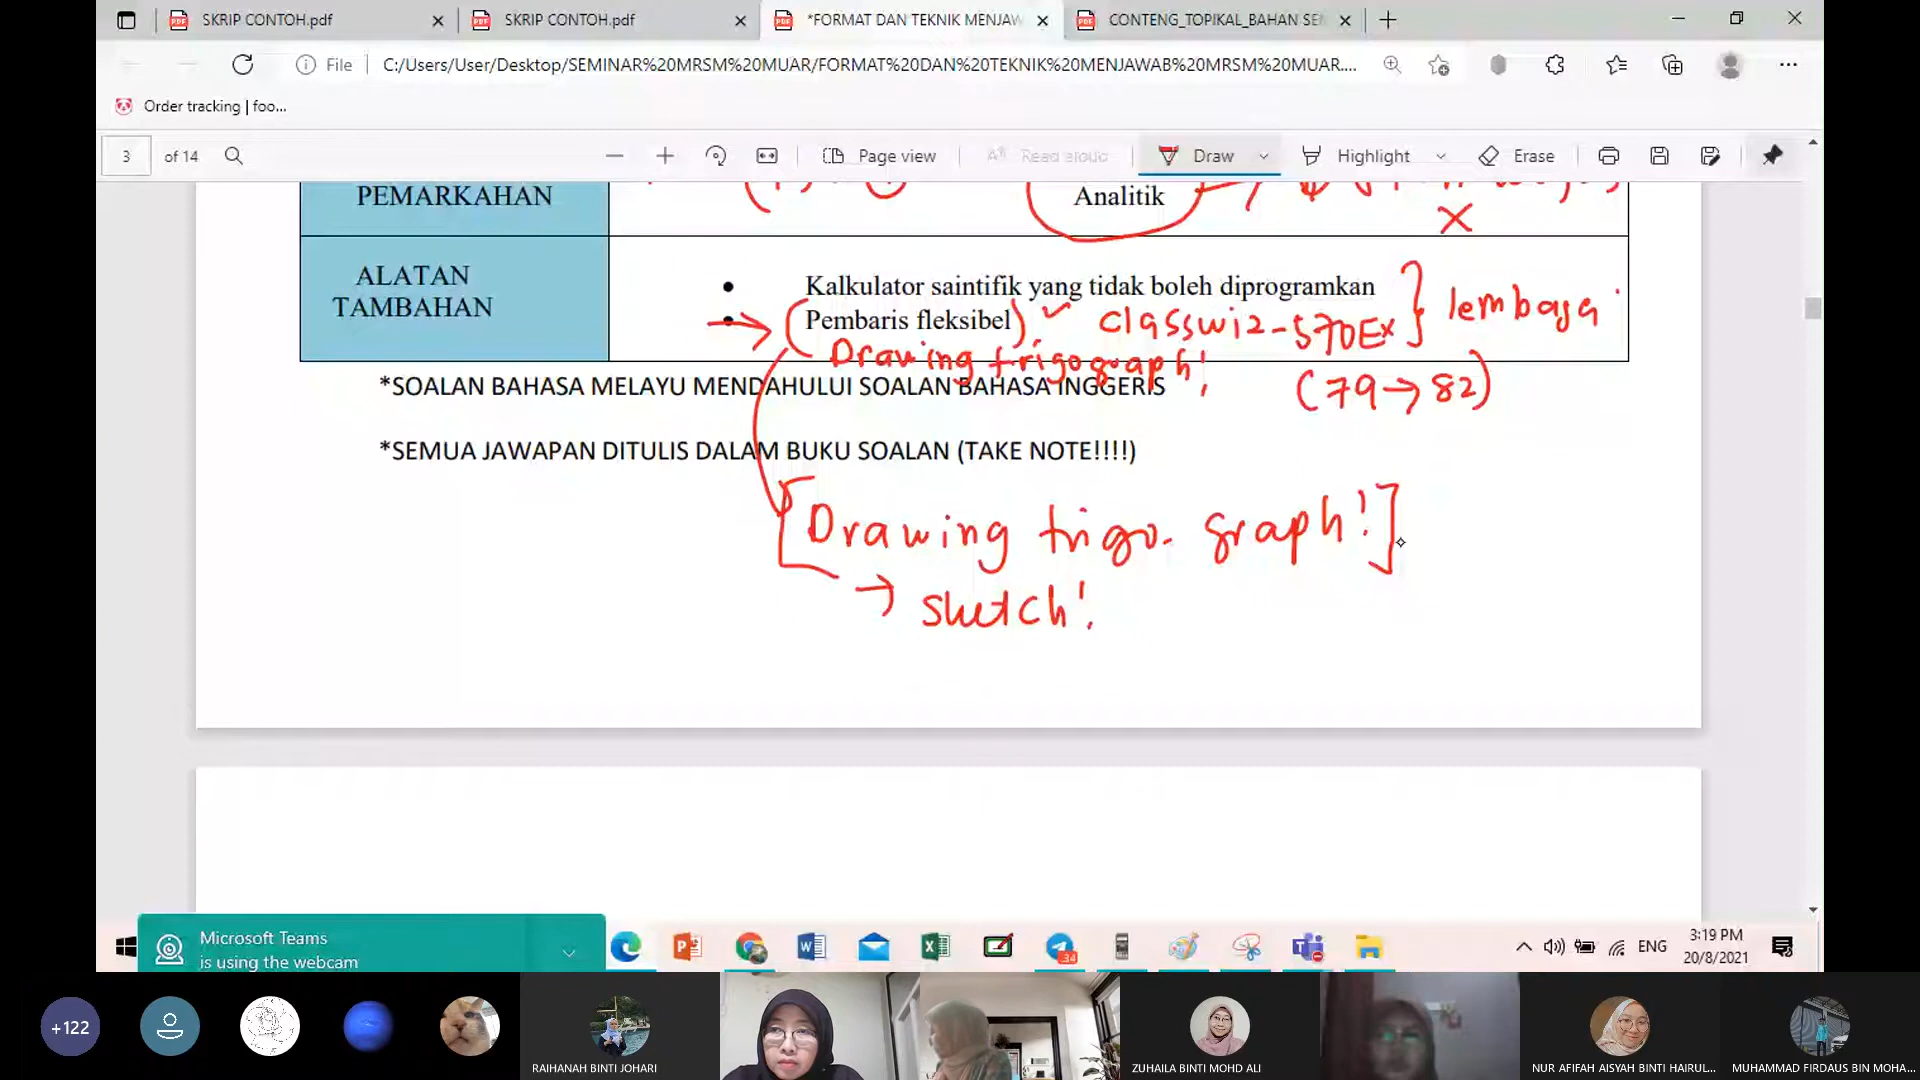 SKRIP CONTOH.pdf
SKRIP CONTOH.pdf
*FORMAT DAN TEKNIK MENJAW
CONTENG_TOPIKAL_BAHAN SE
File
C:/Users/User/Desktop/SEMINAR%20MRSM%20MUAR/FORMAT%20DAN%20TEKNIK%20MENJAWAB%20MRSM%20MUAR....
Order tracking | foo...
3 of 14
Page view
Read aloud
Draw
Highlight
Erase
PEMARKAHAN
Analitik
X
ALATAN
TAMBAHAN
Kalkulator saintifik yang tidak boleh diprogramkan
Pembaris fleksibel
Classwiz-570Ex
lembaga
Drawing trigograph!
(79→82)
*SOALAN BAHASA MELAYU MENDAHULUI SOALAN BAHASA INGGERIS
*SEMUA JAWAPAN DITULIS DALAM BUKU SOALAN (TAKE NOTE!!!!)
[Drawing trigo. graph!]
→ sketch!
Microsoft Teams
is using the webcam
34
ENG
3:19 PM
20/8/2021
+122
RAIHANAH BINTI JOHARI
ZUHAILA BINTI MOHD ALI
NUR AFIFAH AISYAH BINTI HAIRUL...
MUHAMMAD FIRDAUS BIN MOHA...